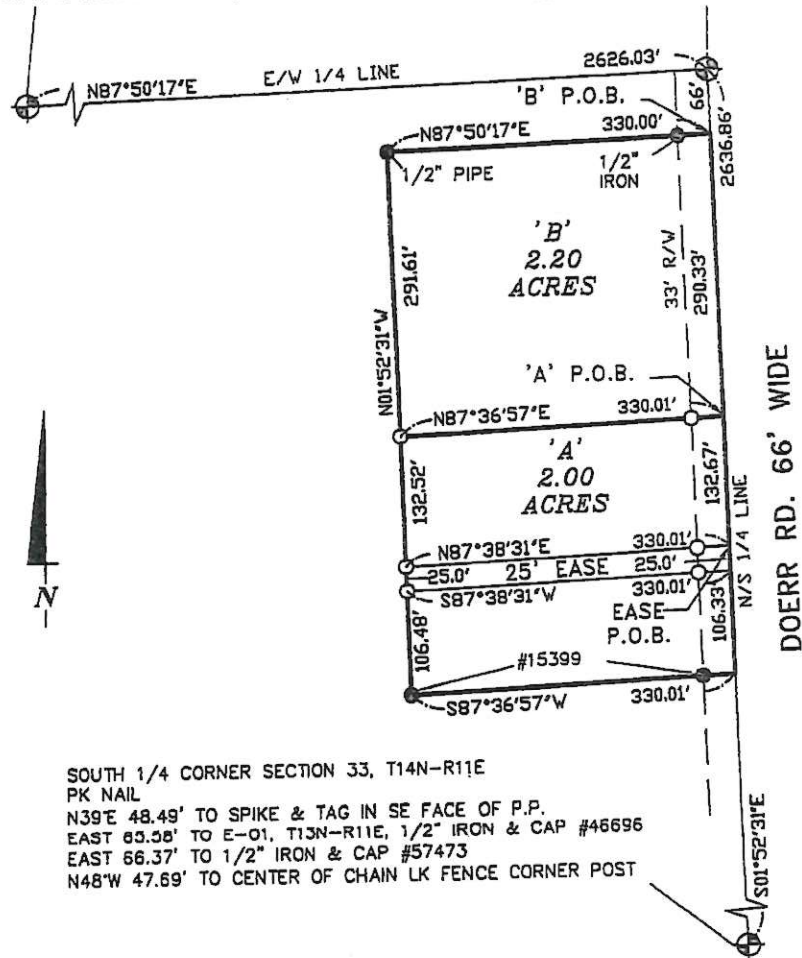 2626.03'
N87°50'17"E
E/W 1/4 LINE
66'
'B' P.O.B.
2636.86'
N87°50'17"E
330.00'
1/2" PIPE
1/2"
IRON
'B'
2.20
ACRES
291.61'
33' R/W
290.33'
N01°52'31"W
'A' P.O.B.
N87°36'57"E
330.01'
'A'
2.00
ACRES
132.52'
132.67'
N/S 1/4 LINE
DOERR RD. 66' WIDE
N87°38'31"E
330.01'
25.0'
25' EASE
25.0'
S87°38'31"W
330.01'
EASE
P.O.B.
106.33'
106.48'
#15399
S87°36'57"W
330.01'
N
SOUTH 1/4 CORNER SECTION 33, T14N-R11E
PK NAIL
N39°E 48.49' TO SPIKE & TAG IN SE FACE OF P.P.
EAST 65.58' TO E-01, T13N-R11E, 1/2" IRON & CAP #46696
EAST 66.37' TO 1/2" IRON & CAP #57473
N48°W 47.69' TO CENTER OF CHAIN LK FENCE CORNER POST
S01°52'31"E